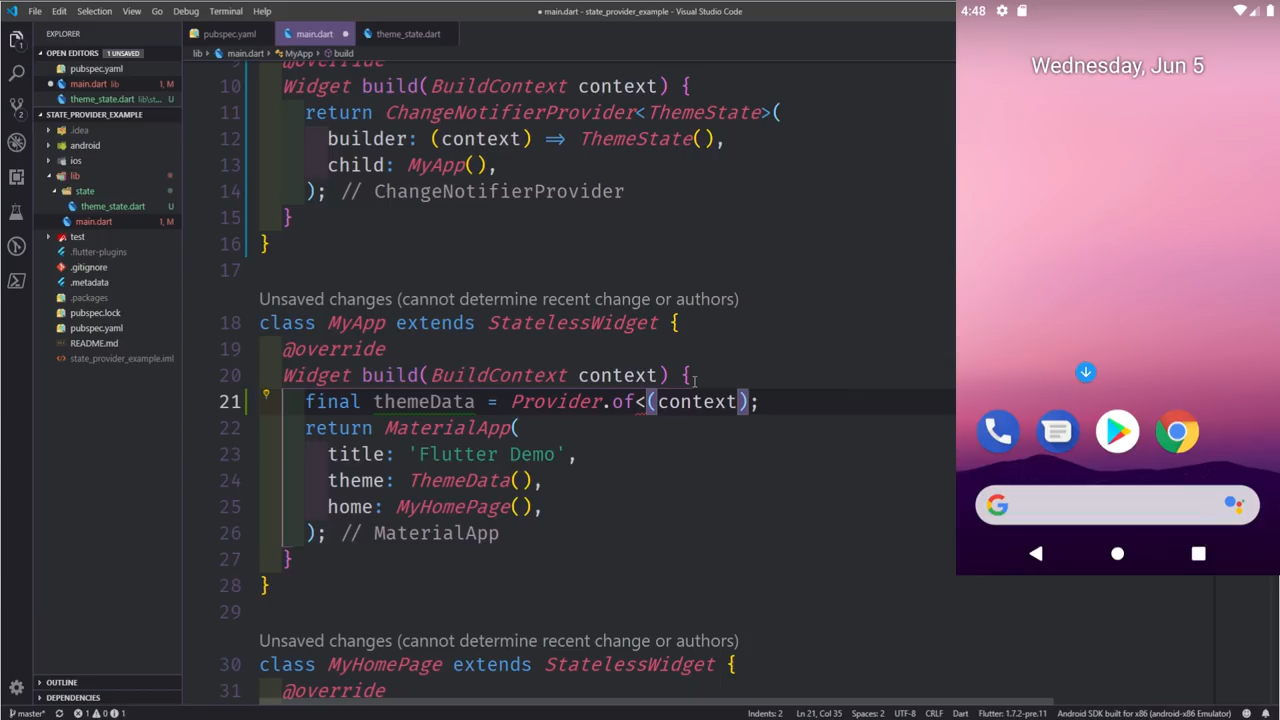 File Edit Selection View Go Debug Terminal Help
● main.dart - state_provider_example - Visual Studio Code
4:48
Wednesday, Jun 5
EXPLORER
OPEN EDITORS 1 UNSAVED
pubspec.yaml
main.dart lib 1, M
theme_state.dart lib\st... U
STATE_PROVIDER_EXAMPLE
.idea
android
ios
lib
state
theme_state.dart U
main.dart 1, M
test
.flutter-plugins
.gitignore
.metadata
.packages
pubspec.lock
pubspec.yaml
README.md
state_provider_example.iml
OUTLINE
DEPENDENCIES
pubspec.yaml main.dart ● theme_state.dart
lib › main.dart › MyApp › build
9 @override
10 Widget build(BuildContext context) {
11 return ChangeNotifierProvider<ThemeState>(
12 builder: (context) => ThemeState(),
13 child: MyApp(),
14 ); // ChangeNotifierProvider
15 }
16 }
17
Unsaved changes (cannot determine recent change or authors)
18 class MyApp extends StatelessWidget {
19 @override
20 Widget build(BuildContext context) {
21 final themeData = Provider.of<(context);
22 return MaterialApp(
23 title: 'Flutter Demo',
24 theme: ThemeData(),
25 home: MyHomePage(),
26 ); // MaterialApp
27 }
28 }
29
Unsaved changes (cannot determine recent change or authors)
30 class MyHomePage extends StatelessWidget {
31 @override
master* 1 0 1 Indents: 2 Ln 21, Col 35 Spaces: 2 UTF-8 CRLF Dart Flutter: 1.7.2-pre.11 Android SDK built for x86 (android-x86 Emulator)